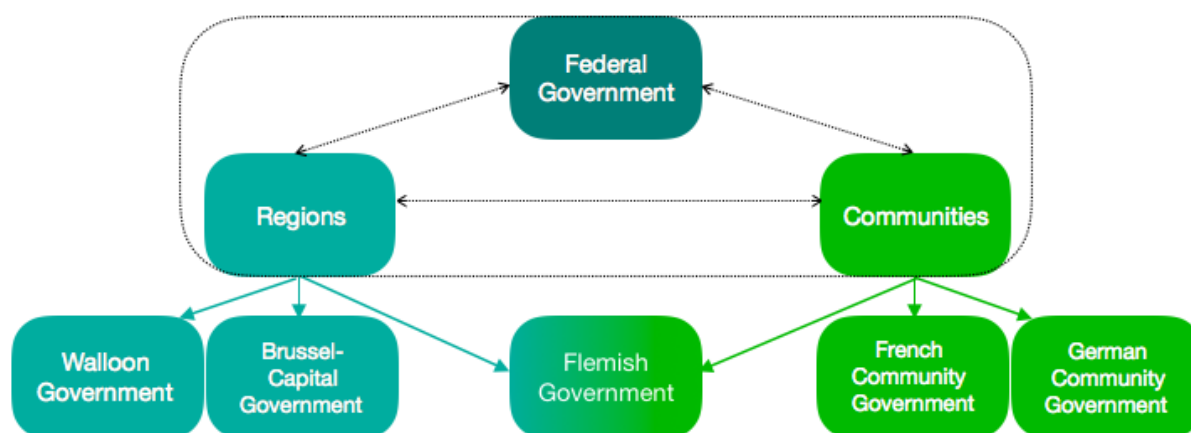 Federal
Government
Regions
Communities
Walloon
Government
Brussel-
Capital
Government
Flemish
Government
French
Community
Government
German
Community
Government